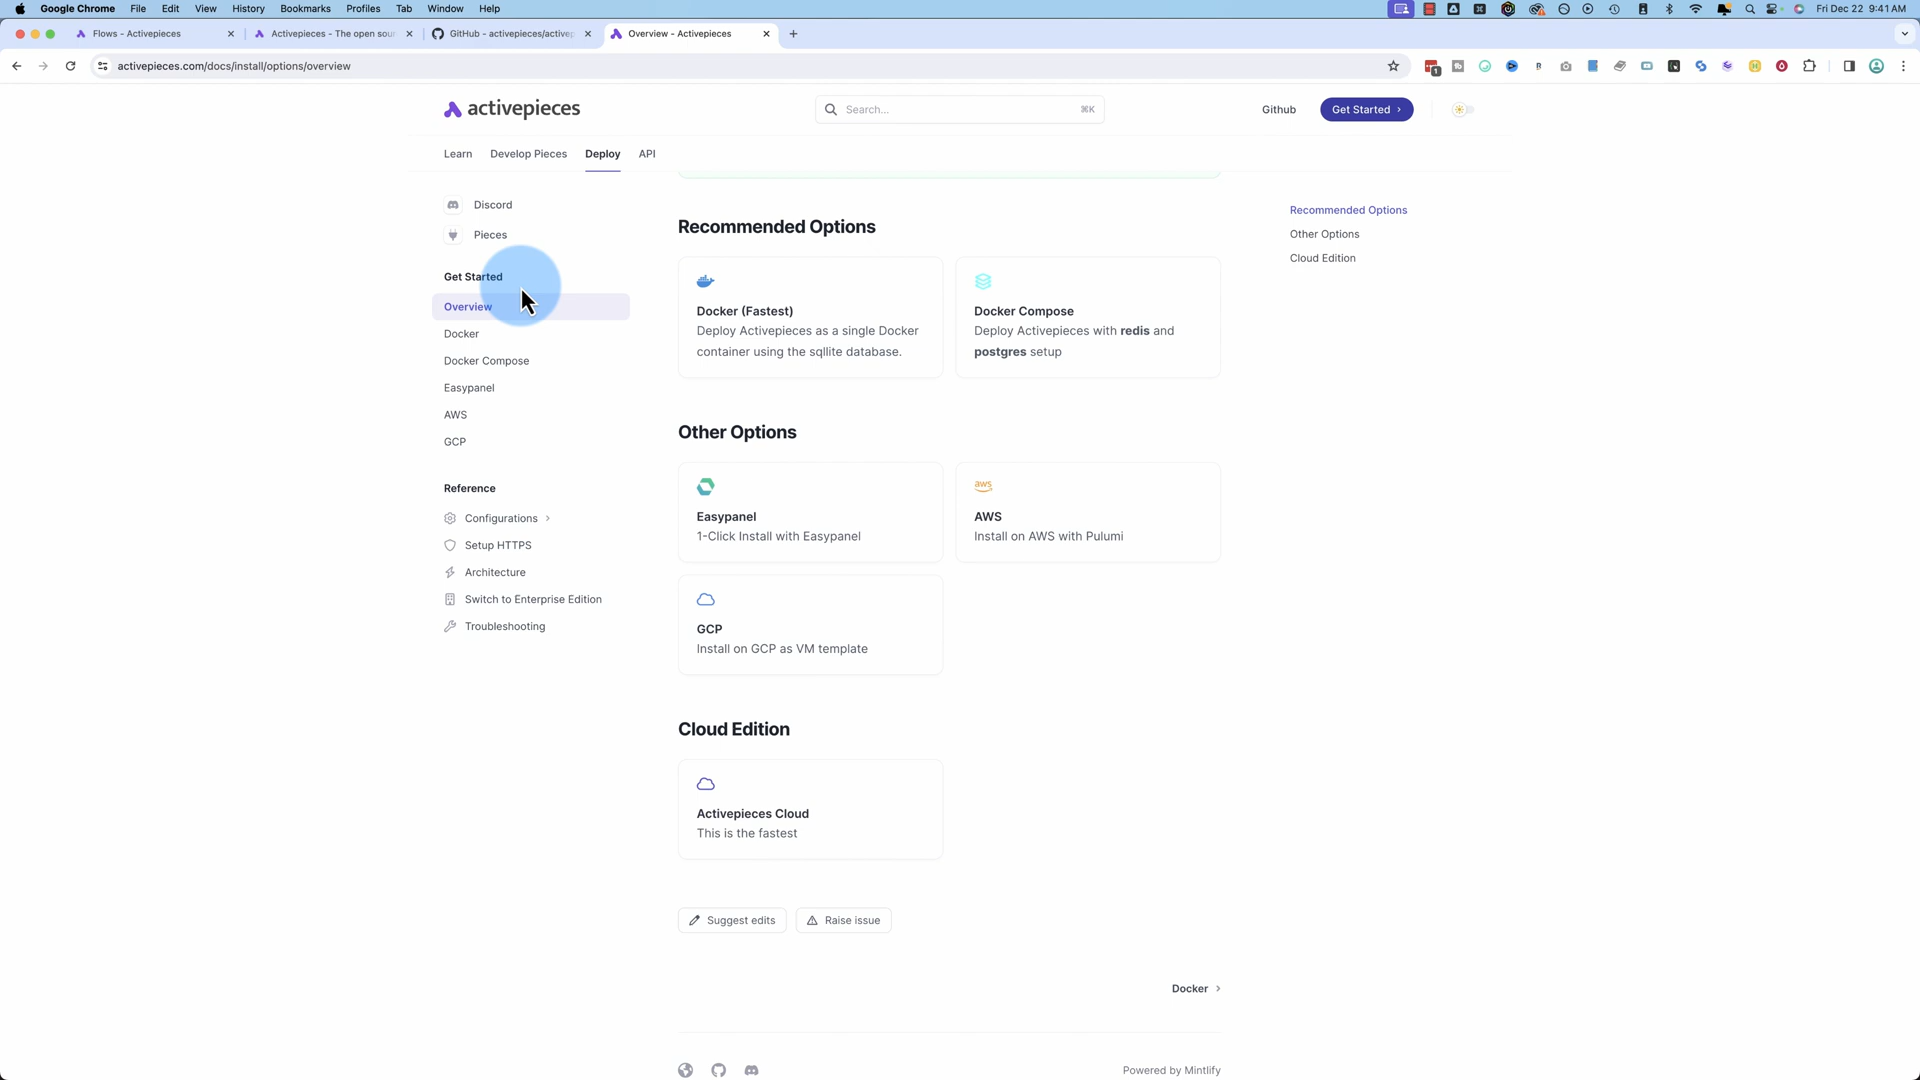 Google Chrome File Edit View History Bookmarks Profiles Tab Window Help Fri Dec 22 9:41 AM
Flows - Activepieces Activepieces - The open sour GitHub - activepieces/activep Overview - Activepieces
activepieces.com/docs/install/options/overview
1
activepieces
Search... ⌘K
Github
Get Started
Learn Develop Pieces Deploy API
Discord
Pieces
Get Started
Overview
Docker
Docker Compose
Easypanel
AWS
GCP
Reference
Configurations
Setup HTTPS
Architecture
Switch to Enterprise Edition
Troubleshooting
Recommended Options
Docker (Fastest)
Deploy Activepieces as a single Docker
container using the sqllite database.
Docker Compose
Deploy Activepieces with redis and
postgres setup
Other Options
Easypanel
1-Click Install with Easypanel
aws
AWS
Install on AWS with Pulumi
GCP
Install on GCP as VM template
Cloud Edition
Activepieces Cloud
This is the fastest
Suggest edits
Raise issue
Docker
Powered by Mintlify
Recommended Options
Other Options
Cloud Edition